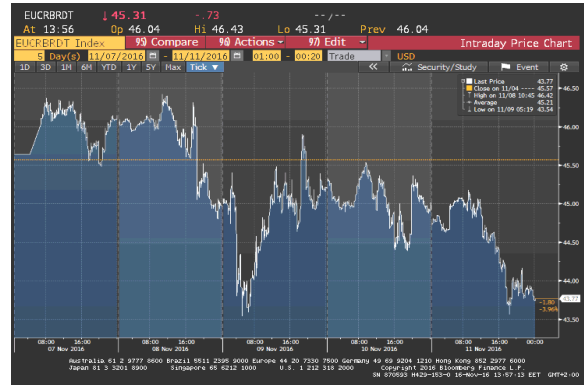 EUCRBRDT ↓ 45.31 -.73 --/--
At 13:56 Op 46.04 Hi 46.43 Lo 45.31 Prev 46.04
EUCRBRDT Index 95) Compare 96) Actions 97) Edit Intraday Price Chart
5 Day(s) 11/07/2016 - 11/11/2016 01:00 - 00:20 Trade USD
1D 3D 1M 6M YTD 1Y 5Y Max Tick ▼ « Security/Study Event
Last Price 43.77
Close on 11/04 ---- 45.57
High on 11/08 10:45 46.42
Average 45.21
Low on 11/09 05:19 43.54
46.50
46.00
45.50
45.00
44.50
44.00
43.77
-1.80
-3.96%
43.50
08:00 16:00 08:00 16:00 08:00 16:00 08:00 16:00 08:00 16:00 00:00
07 Nov 2016 08 Nov 2016 09 Nov 2016 10 Nov 2016 11 Nov 2016
Australia 61 2 9777 8600 Brazil 5511 2395 9000 Europe 44 20 7330 7500 Germany 49 69 9204 1210 Hong Kong 852 2977 6000
Japan 81 3 3201 8900 Singapore 65 6212 1000 U.S. 1 212 318 2000 Copyright 2016 Bloomberg Finance L.P.
SN 870593 H429-153-0 16-Nov-16 13:57:13 EET GMT+2:00